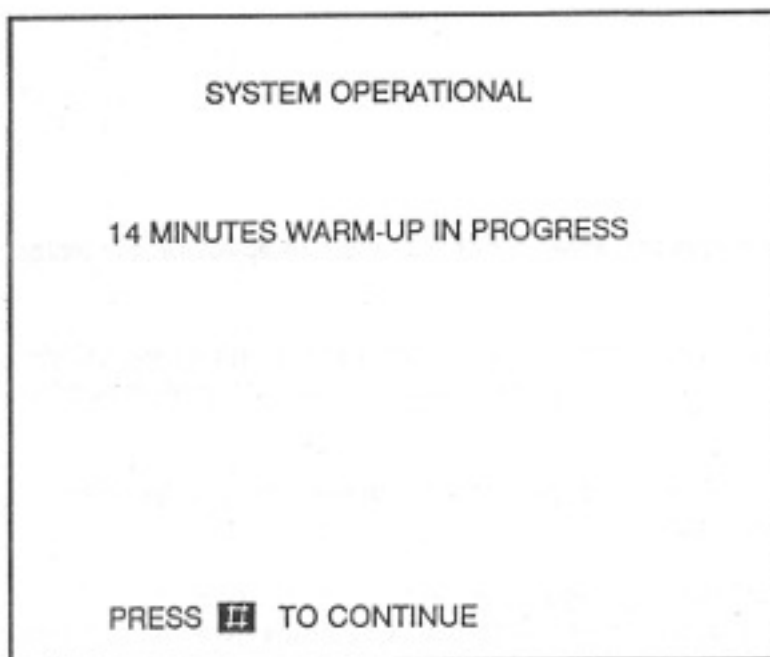 SYSTEM OPERATIONAL
14 MINUTES WARM-UP IN PROGRESS
PRESS # TO CONTINUE